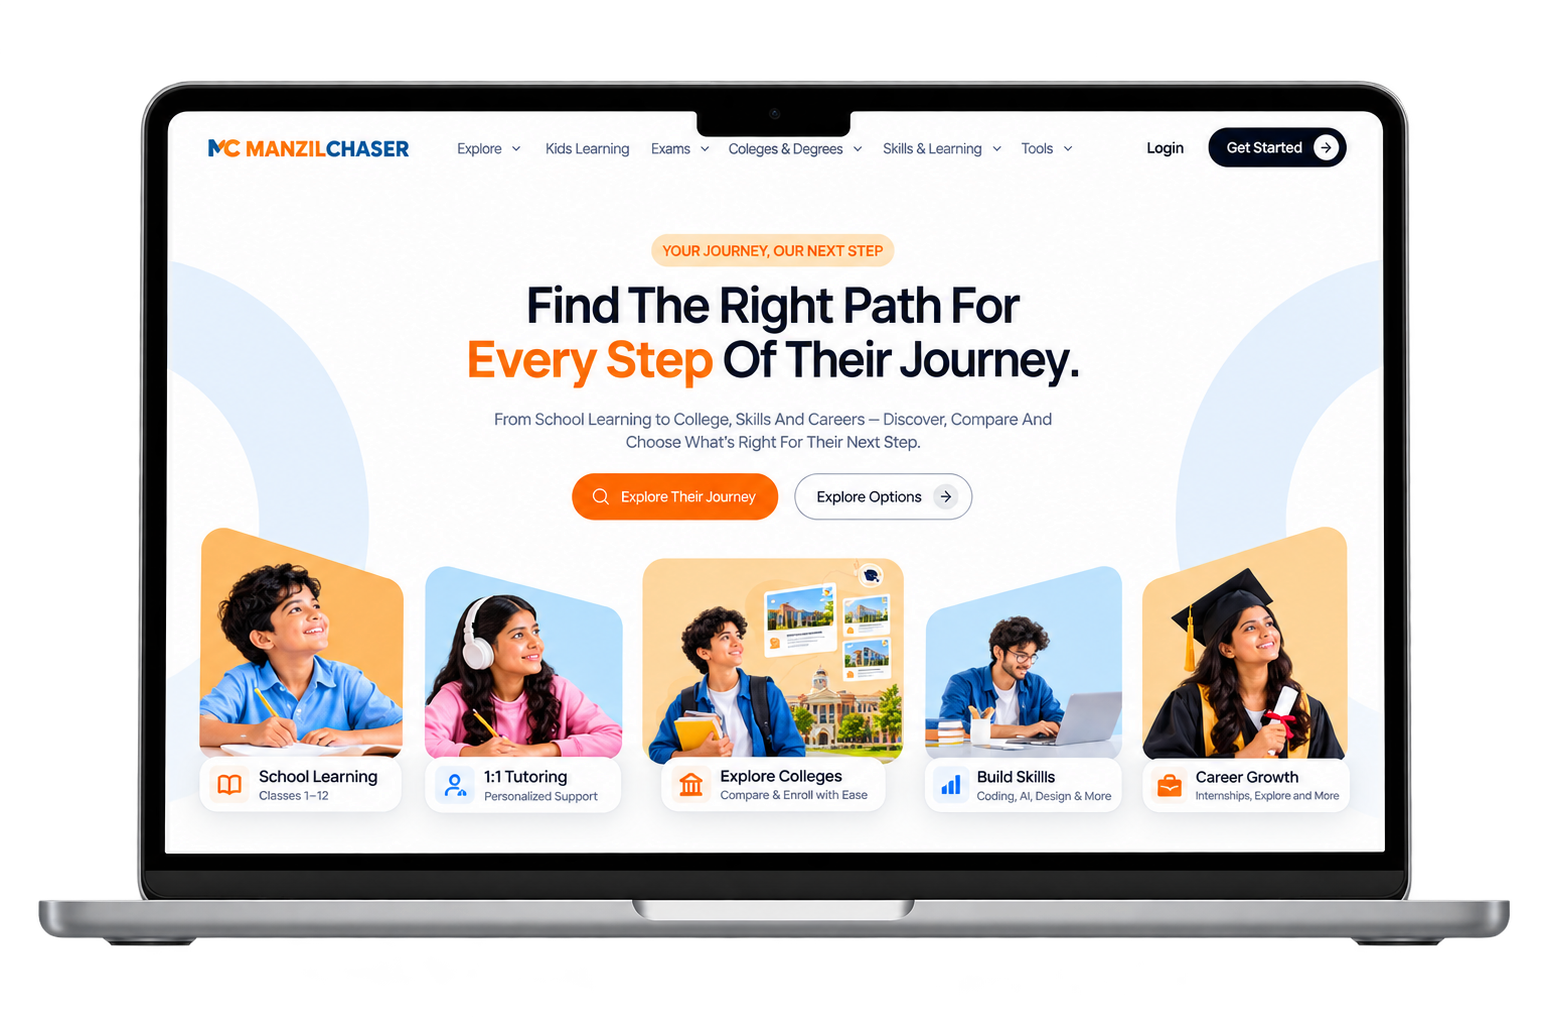 MC MANZILCHASER
Explore
Kids Learning
Exams
Coleges & Degrees
Skills & Learning
Tools
Login
Get Started
YOUR JOURNEY, OUR NEXT STEP
Find The Right Path For
Every Step Of Their Journey.
From School Learning to College, Skills And Careers — Discover, Compare And
Choose What's Right For Their Next Step.
Explore Their Journey
Explore Options
School Learning
Classes 1–12
1:1 Tutoring
Personalized Support
Explore Colleges
Compare & Enroll with Ease
Build Skillls
Coding, AI, Design & More
Career Growth
Internships, Explore and More